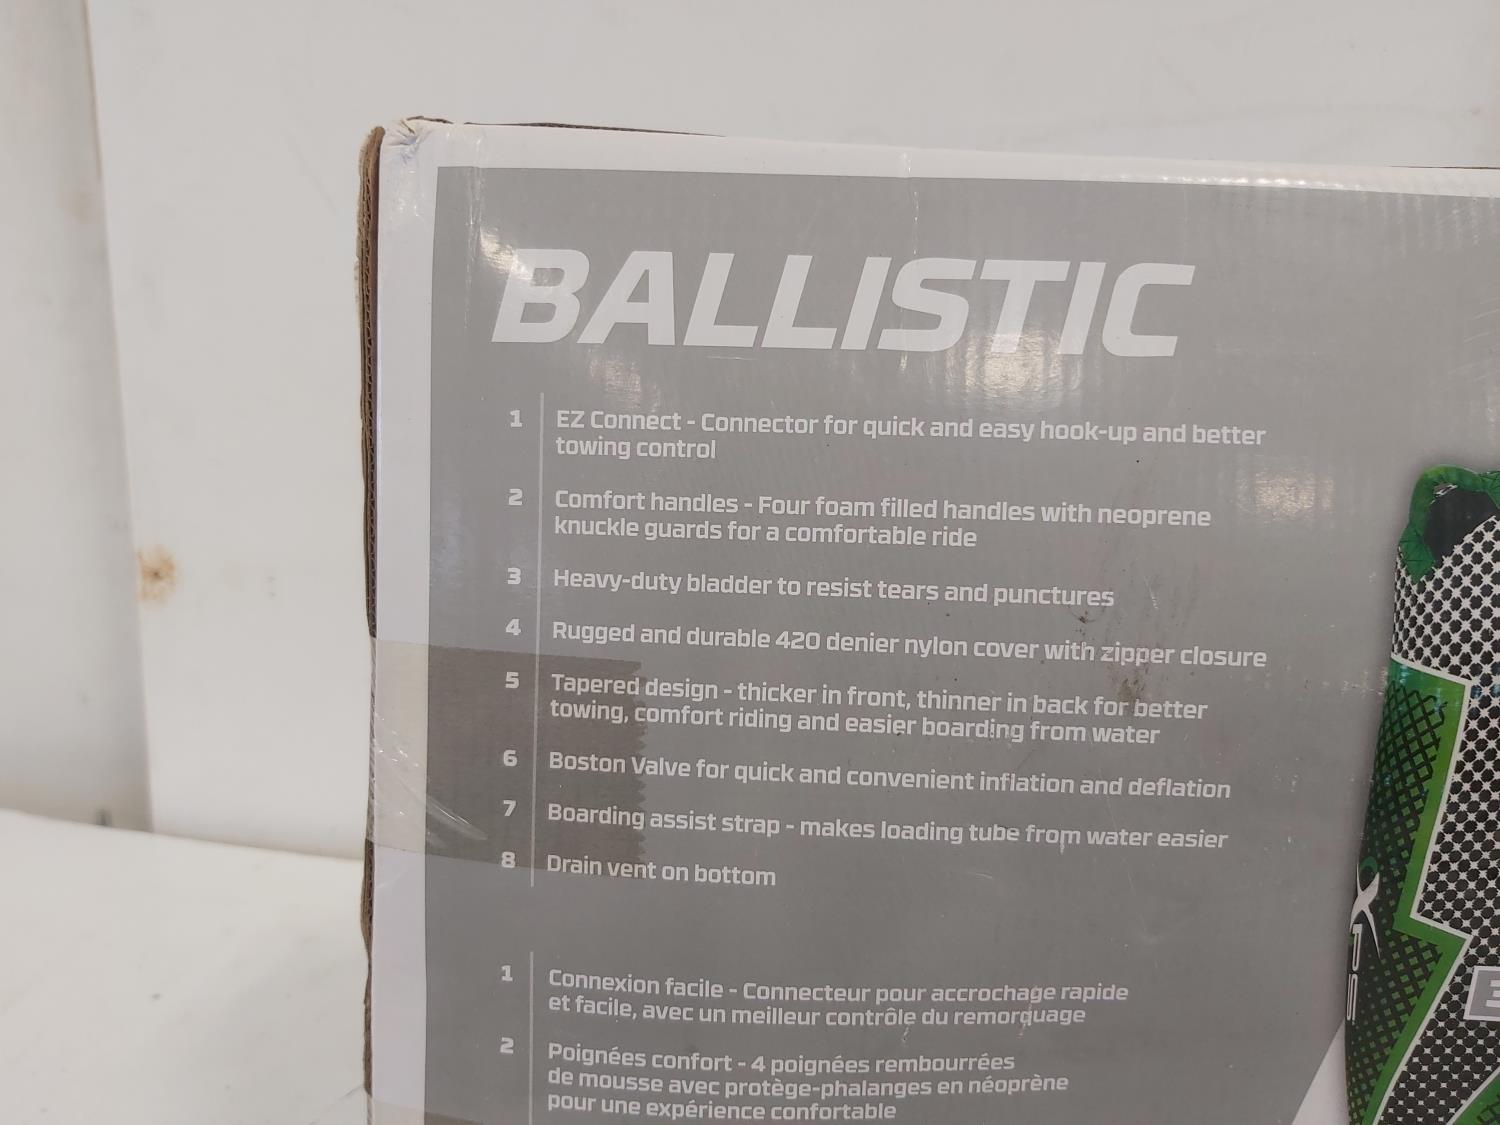 BALLISTIC
1 EZ Connect - Connector for quick and easy hook-up and better
towing control
2 Comfort handles - Four foam filled handles with neoprene
knuckle guards for a comfortable ride
3 Heavy-duty bladder to resist tears and punctures
4 Rugged and durable 420 denier nylon cover with zipper closure
5 Tapered design - thicker in front, thinner in back for better
towing, comfort riding and easier boarding from water
6 Boston Valve for quick and convenient inflation and deflation
7 Boarding assist strap - makes loading tube from water easier
8 Drain vent on bottom
1 Connexion facile - Connecteur pour accrochage rapide
et facile, avec un meilleur contrôle du remorquage
2 Poignées confort - 4 poignées rembourrées
de mousse avec protège-phalanges en néoprène
pour une expérience confortable
3